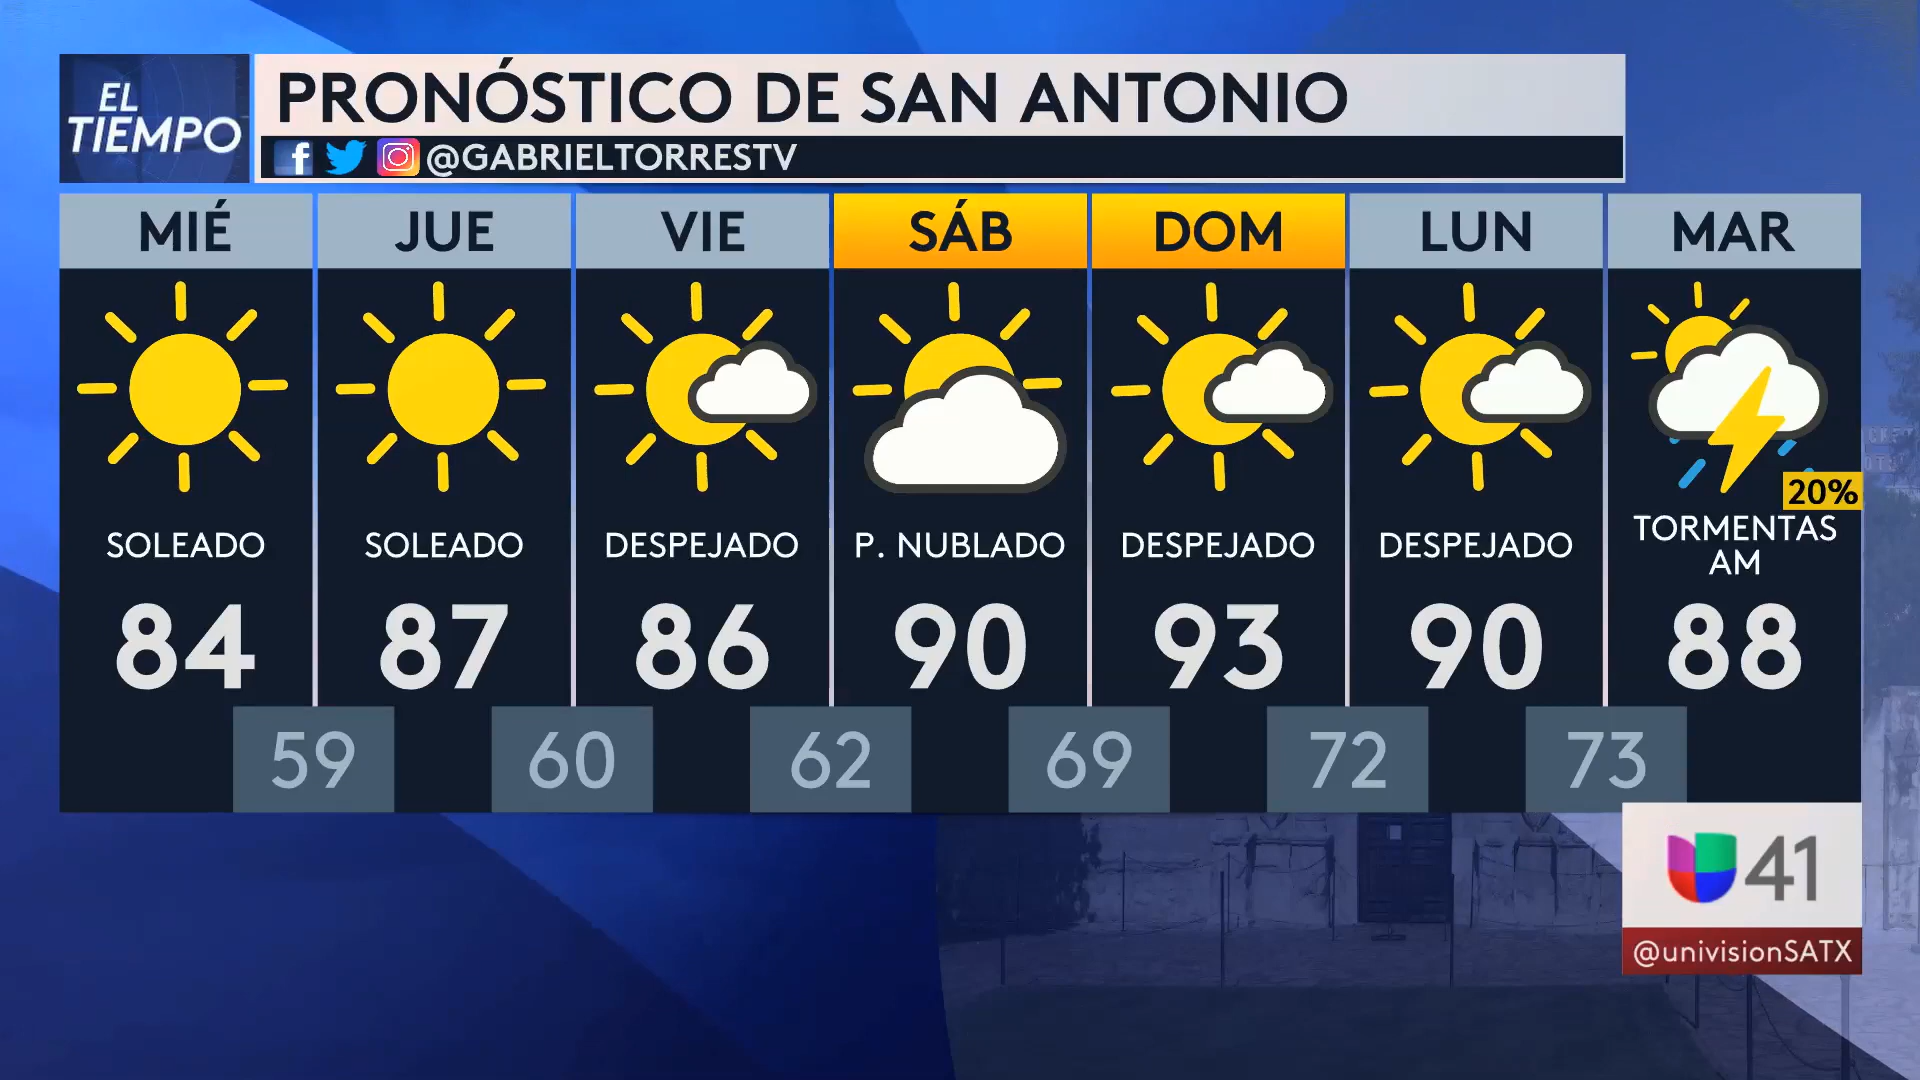 EL
TIEMPO
PRONÓSTICO DE SAN ANTONIO
@GABRIELTORRESTV
MIÉ
JUE
VIE
SÁB
DOM
LUN
MAR
20%
SOLEADO
SOLEADO
DESPEJADO
P. NUBLADO
DESPEJADO
DESPEJADO
TORMENTAS
AM
84
87
86
90
93
90
88
59
60
62
69
72
73
41
@univisionSATX